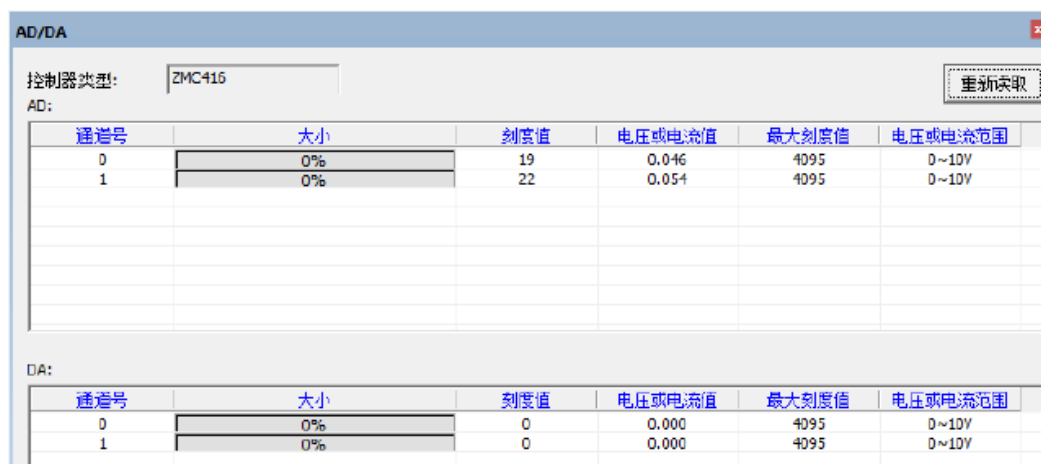 AD/DA
控制器类型: ZMC416 重新读取
AD:
通道号 大小 刻度值 电压或电流值 最大刻度值 电压或电流范围
0 0% 19 0.046 4095 0~10V
1 0% 22 0.054 4095 0~10V
DA:
通道号 大小 刻度值 电压或电流值 最大刻度值 电压或电流范围
0 0% 0 0.000 4095 0~10V
1 0% 0 0.000 4095 0~10V